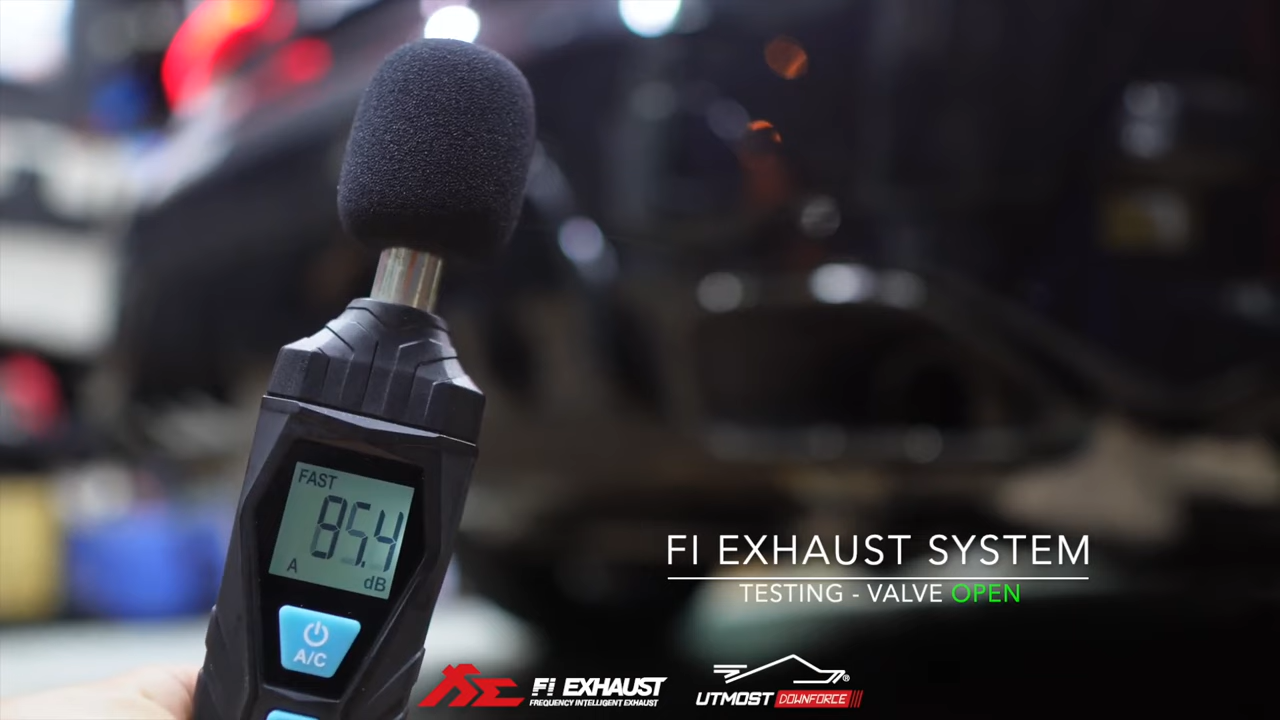 FAST
85.4
A
dB
A/C
FI EXHAUST SYSTEM
TESTING - VALVE OPEN
Fi EXHAUST
FREQUENCY INTELLIGENT EXHAUST
UTMOST DOWNFORCE
®